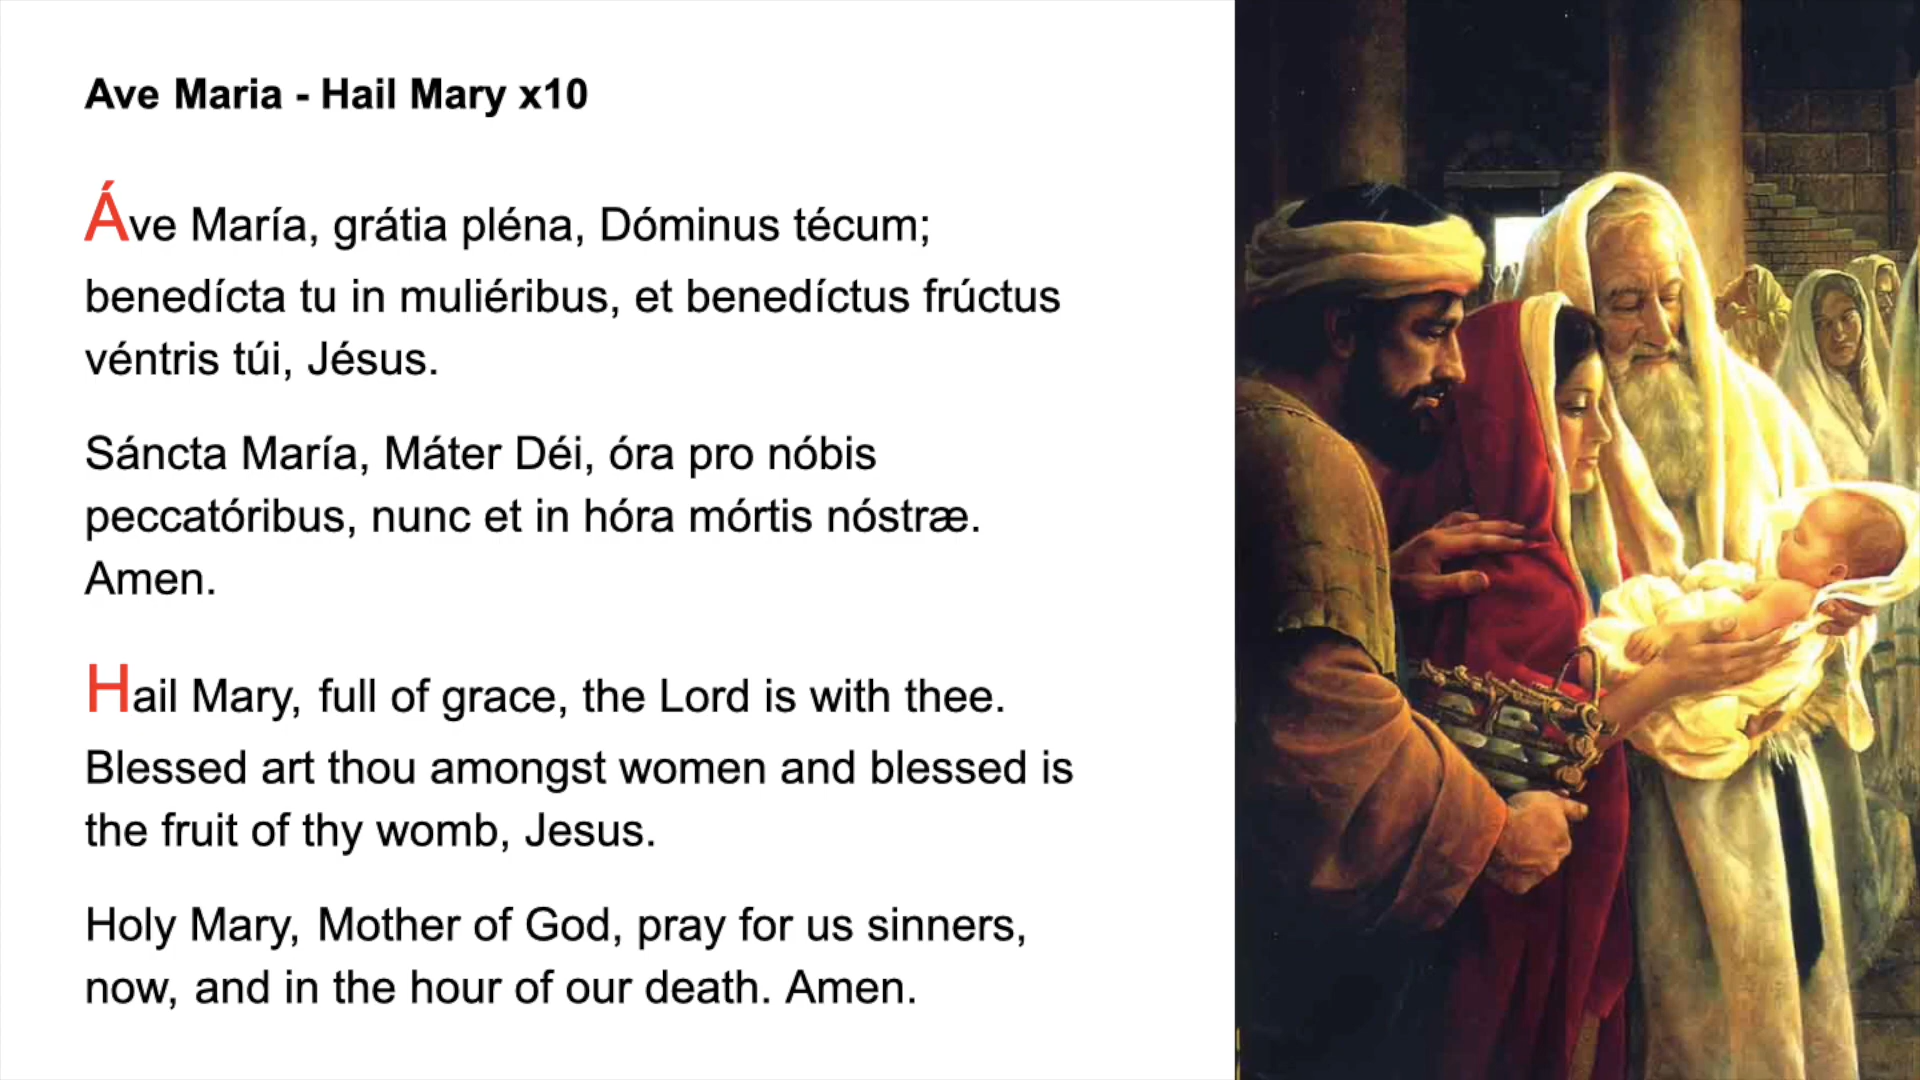 Ave Maria - Hail Mary x10
Áve María, grátia pléna, Dóminus técum;
benedícta tu in muliéribus, et benedíctus frúctus
véntris túi, Jésus.
Sáncta María, Máter Déi, óra pro nóbis
peccatóribus, nunc et in hóra mórtis nóstræ.
Amen.
Hail Mary, full of grace, the Lord is with thee.
Blessed art thou amongst women and blessed is
the fruit of thy womb, Jesus.
Holy Mary, Mother of God, pray for us sinners,
now, and in the hour of our death. Amen.